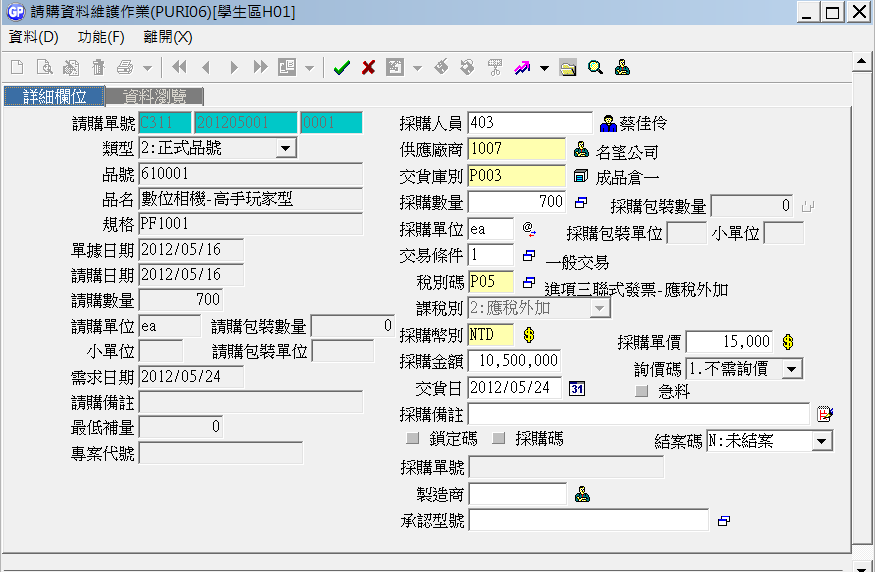 請購資料維護作業(PURI06)[學生區H01]
資料(D) 功能(F) 離開(X)
詳細欄位 資料瀏覽
請購單號 C311 201205001 0001
類型 2:正式品號
品號 610001
品名 數位相機-高手玩家型
規格 PF1001
單據日期 2012/05/16
請購日期 2012/05/16
請購數量 700
請購單位 ea 請購包裝數量 0
小單位 請購包裝單位
需求日期 2012/05/24
請購備註
最低補量 0
專案代號
採購人員 403 蔡佳伶
供應廠商 1007 名望公司
交貨庫別 P003 成品倉一
採購數量 700 採購包裝數量 0
採購單位 ea 採購包裝單位 小單位
交易條件 1 一般交易
稅別碼 P05 進項三聯式發票-應稅外加
課稅別 2:應稅外加
採購幣別 NTD 採購單價 15,000
採購金額 10,500,000 詢價碼 1.不需詢價
交貨日 2012/05/24 31 急料
採購備註
鎖定碼 採購碼 結案碼 N:未結案
採購單號
製造商
承認型號